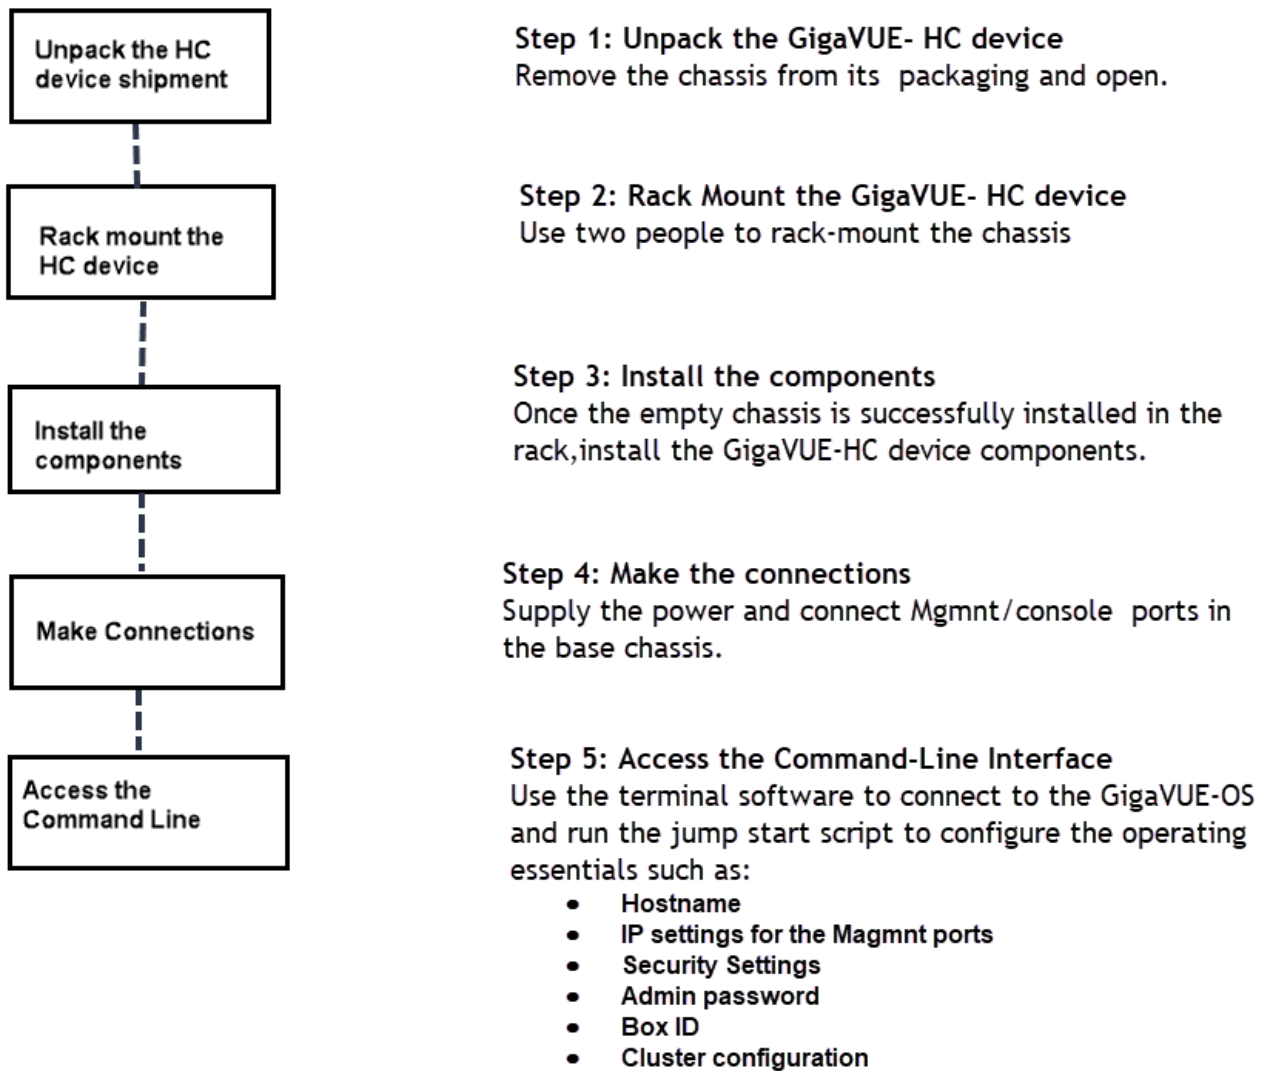 Unpack the HC
device shipment
Step 1: Unpack the GigaVUE- HC device
Remove the chassis from its  packaging and open.
Rack mount the
HC device
Step 2: Rack Mount the GigaVUE- HC device
Use two people to rack-mount the chassis
Install the
components
Step 3: Install the components
Once the empty chassis is successfully installed in the
rack,install the GigaVUE-HC device components.
Make Connections
Step 4: Make the connections
Supply the power and connect Mgmnt/console  ports in
the base chassis.
Access the
Command Line
Step 5: Access the Command-Line Interface
Use the terminal software to connect to the GigaVUE-OS
and run the jump start script to configure the operating
essentials such as:
• Hostname
• IP settings for the Magmnt ports
• Security Settings
• Admin password
• Box ID
• Cluster configuration